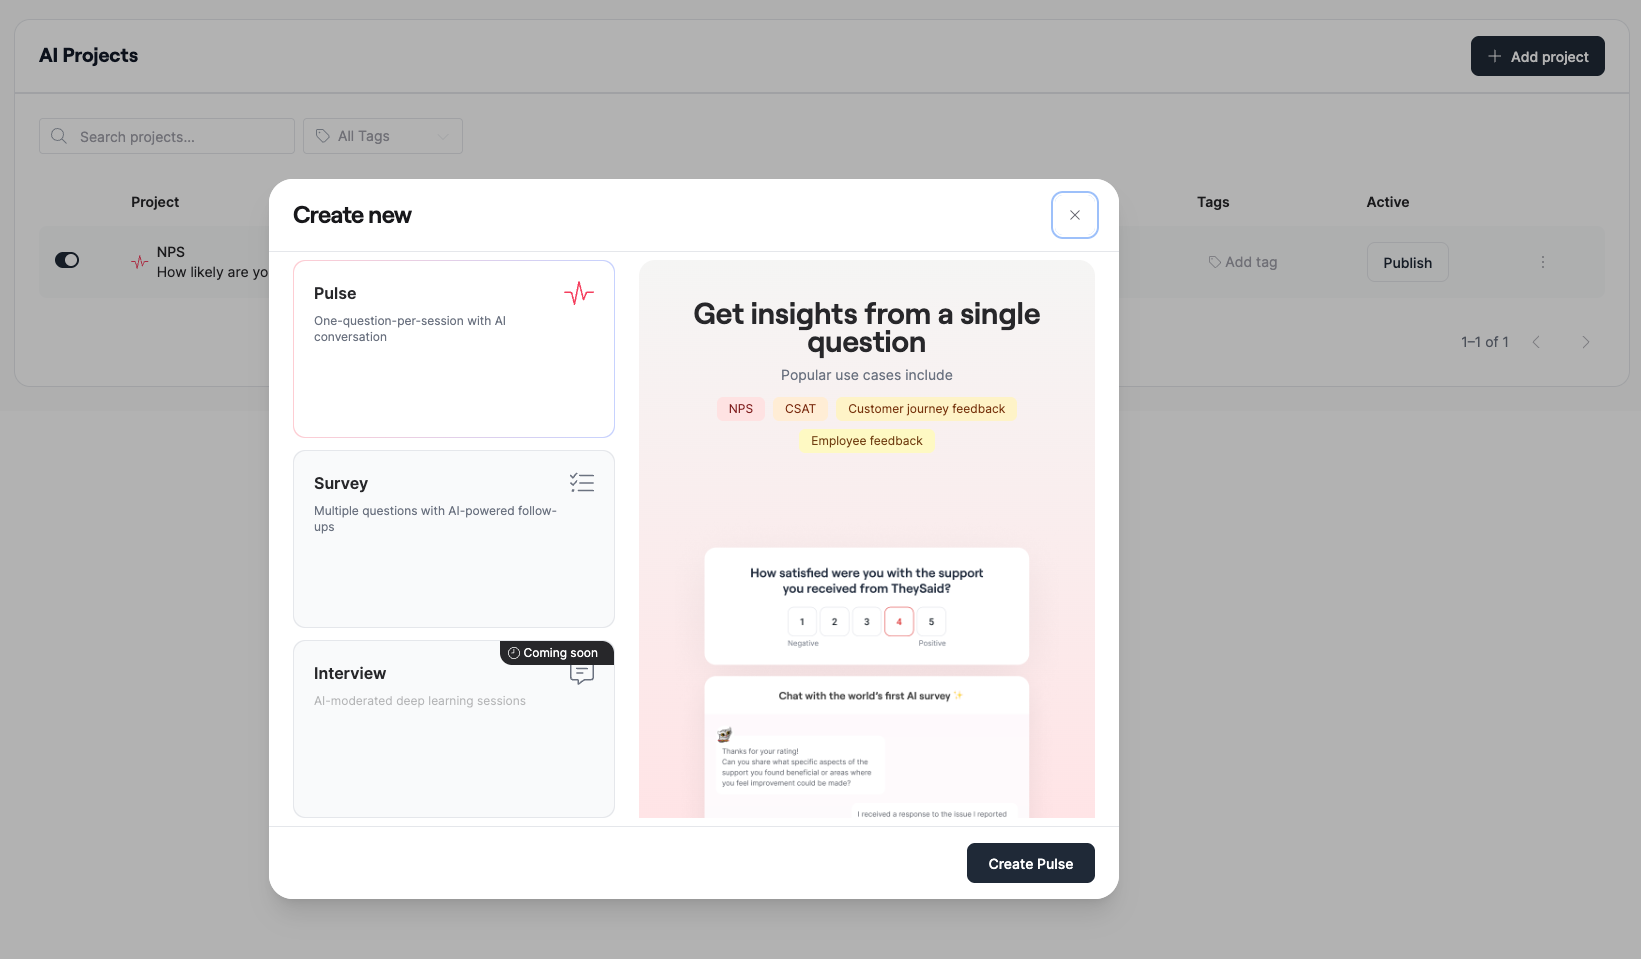 AI Projects
Add project
Search projects...
All Tags
Project
Tags
Active
NPS
How likely are yo
Add tag
Publish
1–1 of 1
Create new
Pulse
One-question-per-session with AI
conversation
Survey
Multiple questions with AI-powered follow-
ups
Coming soon
Interview
AI-moderated deep learning sessions
Get insights from a single
question
Popular use cases include
NPS
CSAT
Customer journey feedback
Employee feedback
How satisfied were you with the support
you received from TheySaid?
1
2
3
4
5
Negative
Positive
Chat with the world's first AI survey ✨
Thanks for your rating!
Can you share what specific aspects of the
support you found beneficial or areas where
you feel improvement could be made?
I received a response to the issue I reported
Create Pulse